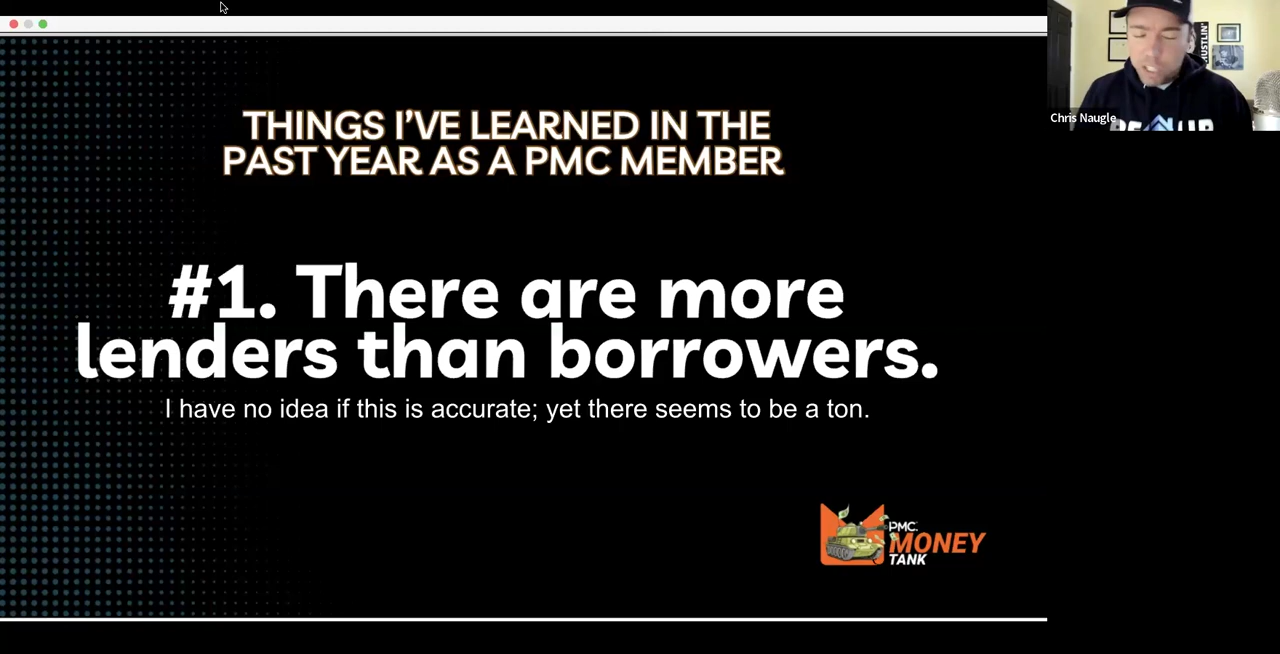 THINGS I'VE LEARNED IN THE
PAST YEAR AS A PMC MEMBER
#1. There are more
lenders than borrowers.
I have no idea if this is accurate; yet there seems to be a ton.
PMC
MONEY
TANK
Chris Naugle